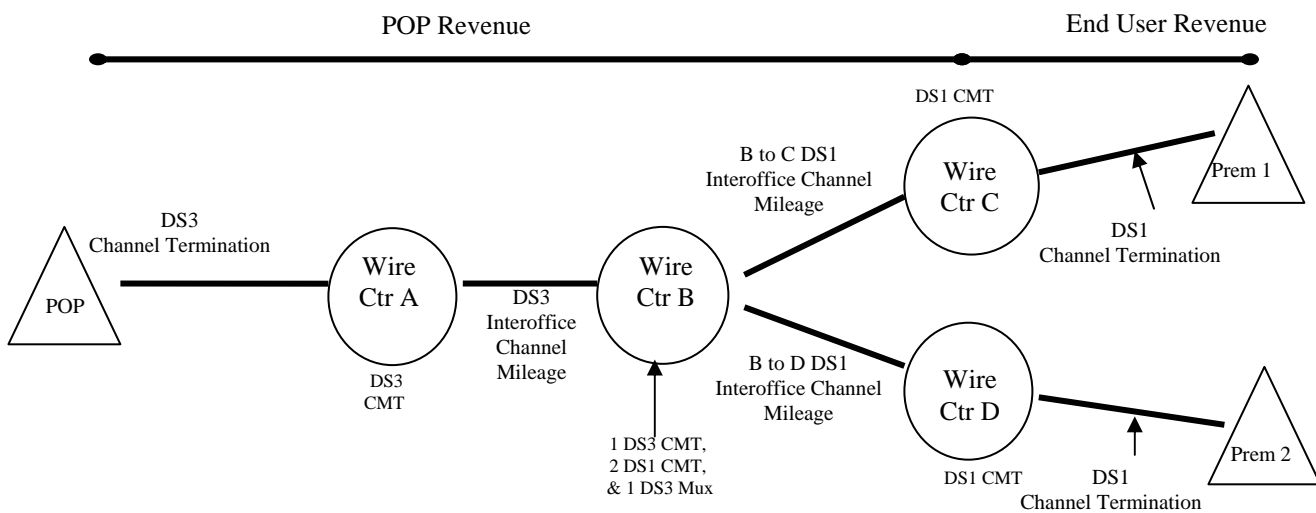 POP Revenue
End User Revenue
DS1 CMT
B to C DS1
Interoffice Channel
Mileage
Wire
Ctr C
Prem 1
DS1
Channel Termination
DS3
Channel Termination
POP
Wire
Ctr A
DS3
CMT
DS3
Interoffice
Channel
Mileage
Wire
Ctr B
1 DS3 CMT,
2 DS1 CMT,
& 1 DS3 Mux
B to D DS1
Interoffice Channel
Mileage
Wire
Ctr D
DS1 CMT
DS1
Channel Termination
Prem 2